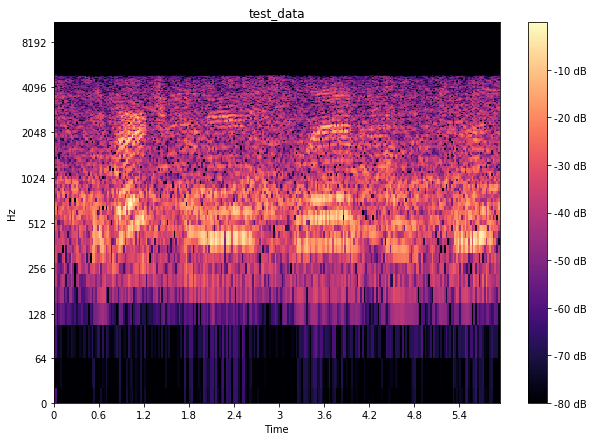 test_data
8192
4096
2048
1024
512
256
128
64
0
Hz
0 0.6 1.2 1.8 2.4 3 3.6 4.2 4.8 5.4
Time
-10 dB
-20 dB
-30 dB
-40 dB
-50 dB
-60 dB
-70 dB
-80 dB